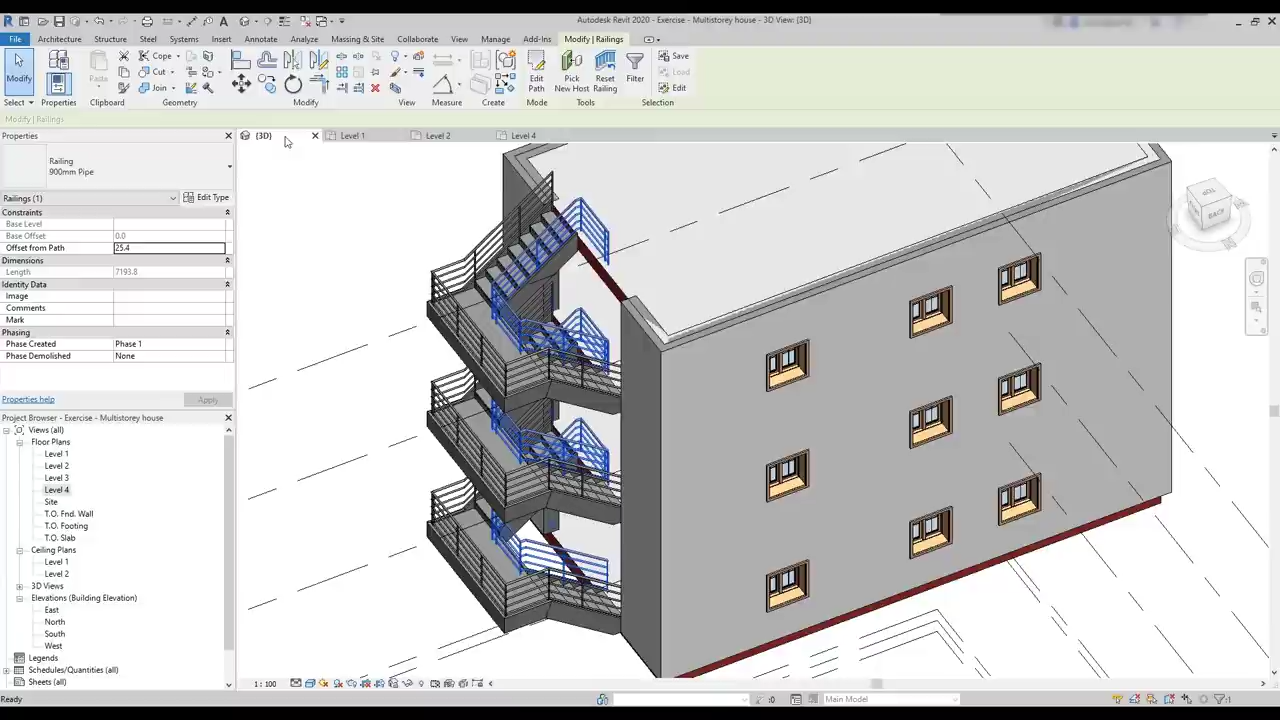 Autodesk Revit 2020 - Exercise - Multistorey house - 3D View: {3D}
File Architecture Structure Steel Systems Insert Annotate Analyze Massing & Site Collaborate View Manage Add-Ins Modify | Railings
Modify
Paste
Cope
Cut
Join
Edit Path
Pick New Host
Reset Railing
Filter
Save
Load
Edit
Select Properties Clipboard Geometry Modify View Measure Create Mode Tools Selection
Modify | Railings
Properties
{3D} Level 1 Level 2 Level 4
Railing
900mm Pipe
Railings (1) Edit Type
Constraints
Base Level
Base Offset 0.0
Offset from Path 25.4
Dimensions
Length 7193.8
Identity Data
Image
Comments
Mark
Phasing
Phase Created Phase 1
Phase Demolished None
Properties help Apply
Project Browser - Exercise - Multistorey house
Views (all)
Floor Plans
Level 1
Level 2
Level 3
Level 4
Site
T.O. Fnd. Wall
T.O. Footing
T.O. Slab
Ceiling Plans
Level 1
Level 2
3D Views
Elevations (Building Elevation)
East
North
South
West
Legends
Schedules/Quantities (all)
Sheets (all)
TOP
BACK
1 : 100
Ready
:0
Main Model
:1